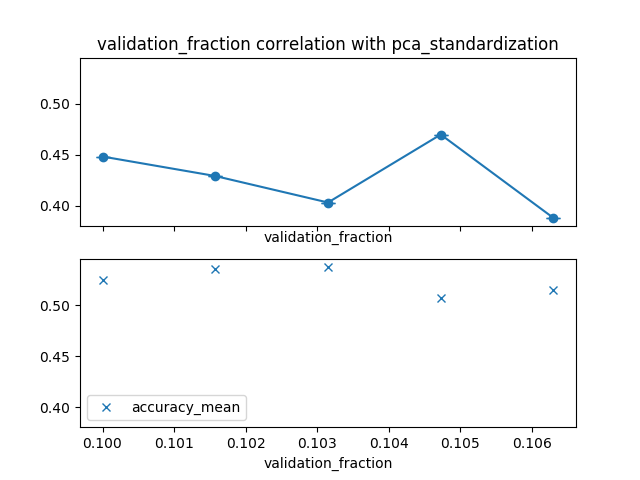 validation_fraction correlation with pca_standardization
0.50
0.45
0.40
validation_fraction
0.50
0.45
0.40
accuracy_mean
0.100 0.101 0.102 0.103 0.104 0.105 0.106
validation_fraction